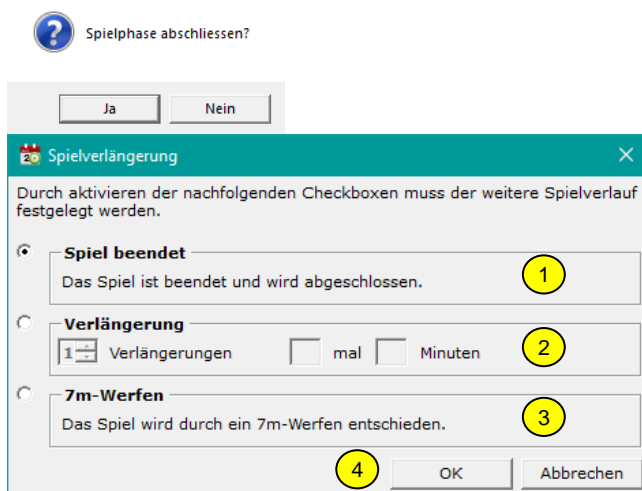 Spielphase abschliessen?
Ja Nein
20 Spielverlängerung
Durch aktivieren der nachfolgenden Checkboxen muss der weitere Spielverlauf
festgelegt werden.
Spiel beendet
Das Spiel ist beendet und wird abgeschlossen. 1
Verlängerung
1 Verlängerungen mal Minuten 2
7m-Werfen
Das Spiel wird durch ein 7m-Werfen entschieden. 3
4 OK Abbrechen